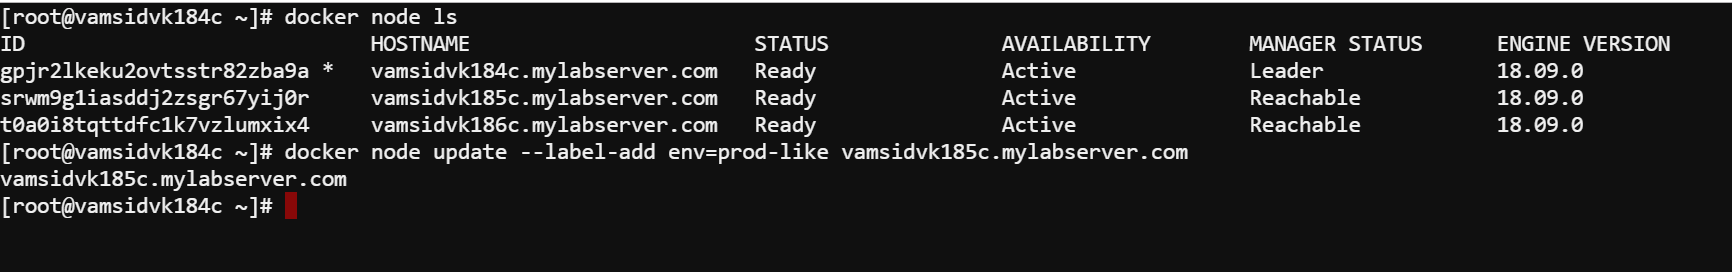 [root@vamsidvk184c ~]# docker node ls
ID HOSTNAME STATUS AVAILABILITY MANAGER STATUS ENGINE VERSION
gpjr2lkeku2ovtsstr82zba9a * vamsidvk184c.mylabserver.com Ready Active Leader 18.09.0
srwm9g1iasddj2zsgr67yij0r vamsidvk185c.mylabserver.com Ready Active Reachable 18.09.0
t0a0i8tqttdfc1k7vzlumxix4 vamsidvk186c.mylabserver.com Ready Active Reachable 18.09.0
[root@vamsidvk184c ~]# docker node update --label-add env=prod-like vamsidvk185c.mylabserver.com
vamsidvk185c.mylabserver.com
[root@vamsidvk184c ~]#